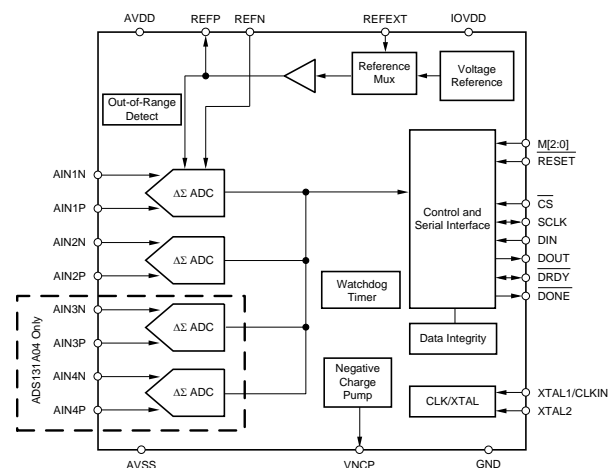 AVDD
REFP
REFN
REFEXT
IOVDD
Reference
Mux
Voltage
Reference
Out-of-Range
Detect
M[2:0]
RESET
AIN1N
ΔΣ ADC
AIN1P
CS
Control and
Serial Interface
SCLK
AIN2N
DIN
ΔΣ ADC
DOUT
AIN2P
Watchdog
Timer
DRDY
DONE
ADS131A04 Only
AIN3N
ΔΣ ADC
AIN3P
Data Integrity
AIN4N
ΔΣ ADC
AIN4P
Negative
Charge
Pump
CLK/XTAL
XTAL1/CLKIN
XTAL2
AVSS
VNCP
GND